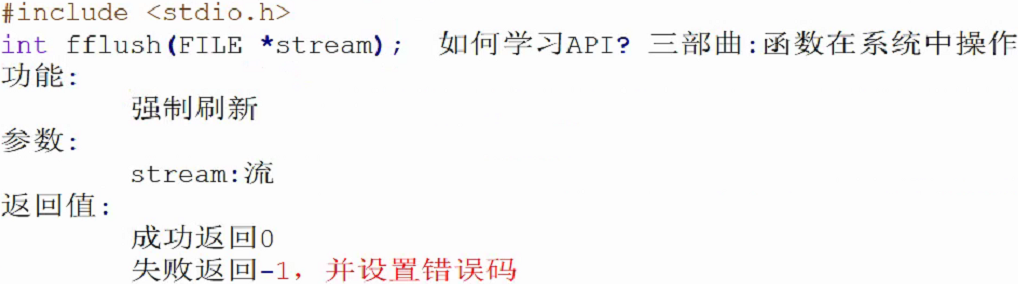 #include <stdio.h>
int fflush(FILE *stream); 如何学习API? 三部曲:函数在系统中操作
功能:
强制刷新
参数:
stream:流
返回值:
成功返回0
失败返回-1，并设置错误码